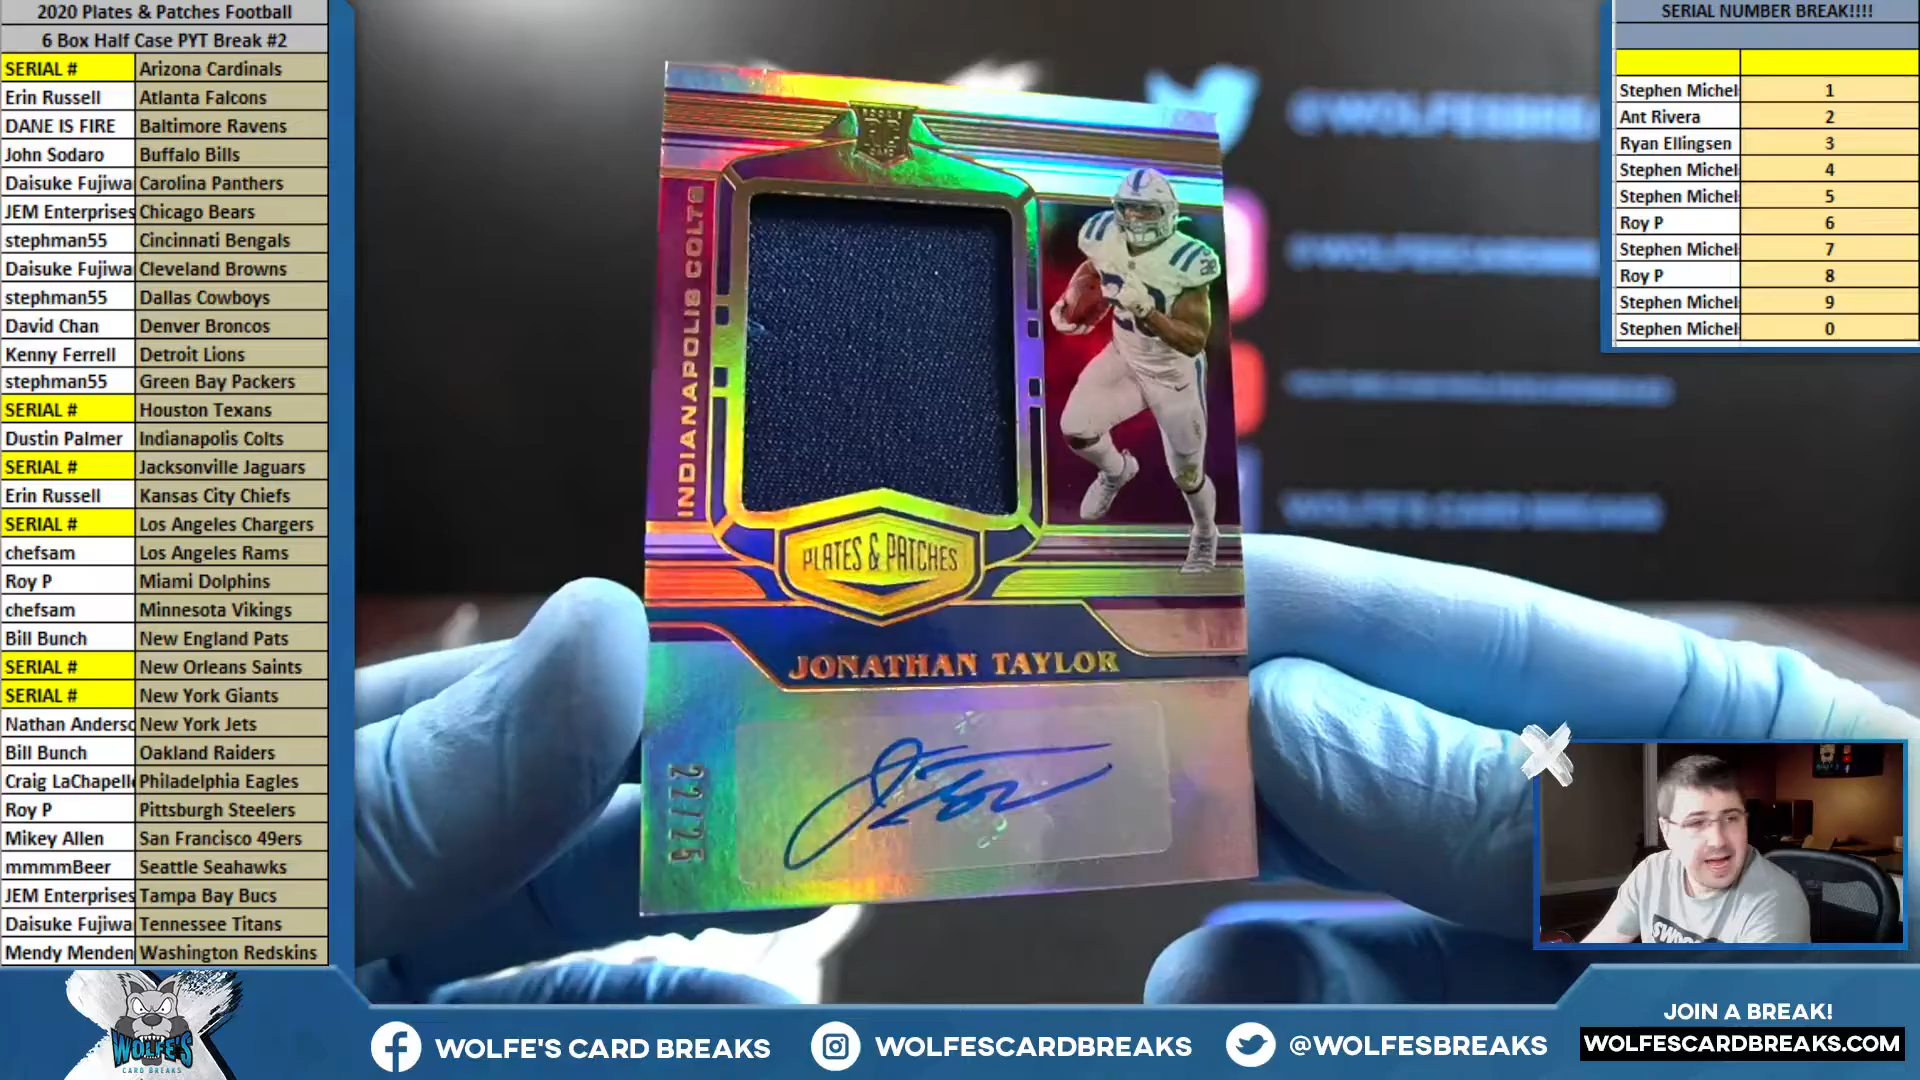 2020 Plates & Patches Football
6 Box Half Case PYT Break #2
SERIAL # Arizona Cardinals
Erin Russell Atlanta Falcons
DANE IS FIRE Baltimore Ravens
John Sodaro Buffalo Bills
Daisuke Fujiwa Carolina Panthers
JEM Enterprises Chicago Bears
stephman55 Cincinnati Bengals
Daisuke Fujiwa Cleveland Browns
stephman55 Dallas Cowboys
David Chan Denver Broncos
Kenny Ferrell Detroit Lions
stephman55 Green Bay Packers
SERIAL # Houston Texans
Dustin Palmer Indianapolis Colts
SERIAL # Jacksonville Jaguars
Erin Russell Kansas City Chiefs
SERIAL # Los Angeles Chargers
chefsam Los Angeles Rams
Roy P Miami Dolphins
chefsam Minnesota Vikings
Bill Bunch New England Pats
SERIAL # New Orleans Saints
SERIAL # New York Giants
Nathan Anderso New York Jets
Bill Bunch Oakland Raiders
Craig LaChapelle Philadelphia Eagles
Roy P Pittsburgh Steelers
Mikey Allen San Francisco 49ers
mmmmBeer Seattle Seahawks
JEM Enterprises Tampa Bay Bucs
Daisuke Fujiwa Tennessee Titans
Mendy Menden Washington Redskins
INDIANAPOLIS COLTS
PLATES & PATCHES
JONATHAN TAYLOR
22/25
WOLFE'S CARD BREAKS
SERIAL NUMBER BREAK!!!!
Stephen Michel 1
Ant Rivera 2
Ryan Ellingsen 3
Stephen Michel 4
Stephen Michel 5
Roy P 6
Stephen Michel 7
Roy P 8
Stephen Michel 9
Stephen Michel 0
WOLFE'S
CARD BREAKS
WOLFE'S CARD BREAKS
WOLFESCARDBREAKS
@WOLFESBREAKS
JOIN A BREAK!
WOLFESCARDBREAKS.COM